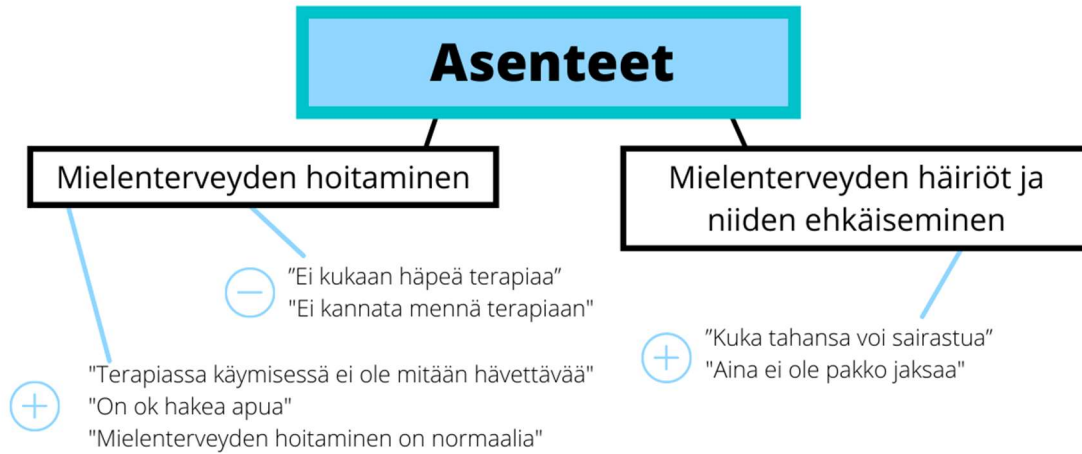 Asenteet
Mielenterveyden hoitaminen
Mielenterveyden häiriöt ja
niiden ehkäiseminen
”Ei kukaan häpeä terapiaa”
"Ei kannata mennä terapiaan"
"Terapiassa käymisessä ei ole mitään hävettävää"
"On ok hakea apua"
"Mielenterveyden hoitaminen on normaalia"
”Kuka tahansa voi sairastua”
"Aina ei ole pakko jaksaa"